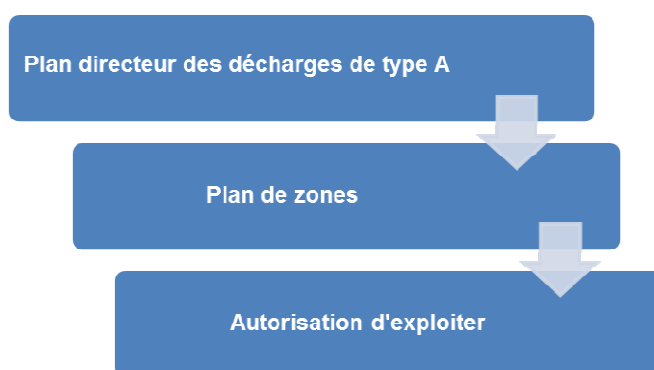 Plan directeur des décharges de type A
Plan de zones
Autorisation d'exploiter